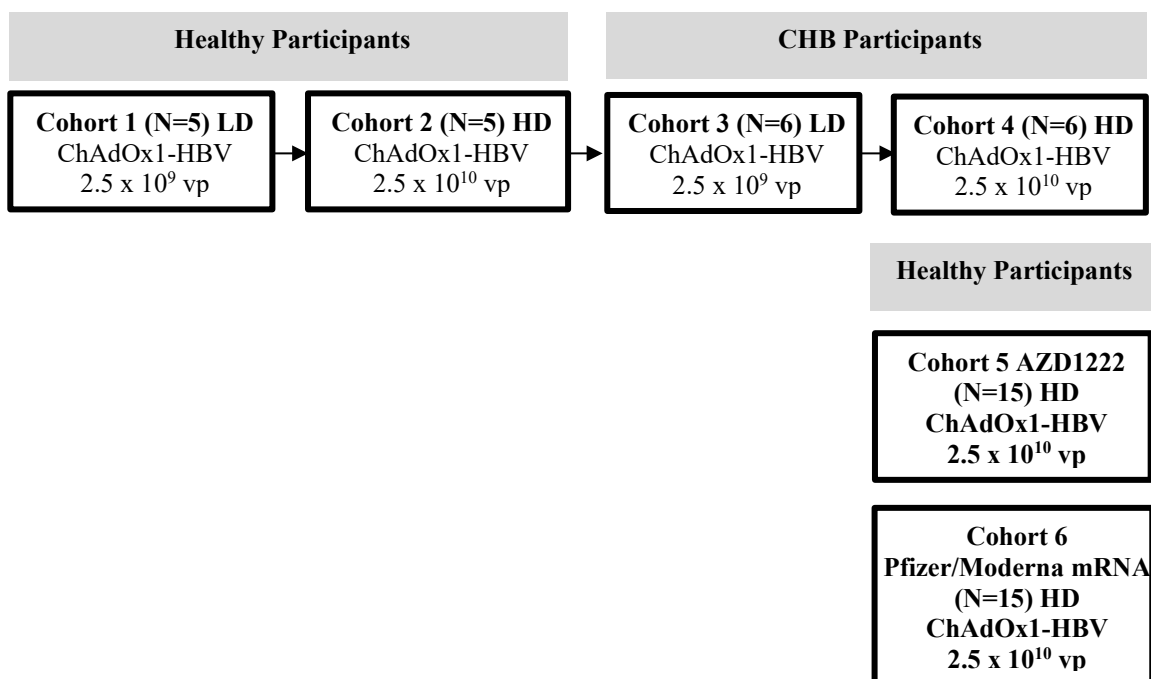 Healthy Participants
CHB Participants
Cohort 1 (N=5) LD
ChAdOx1-HBV
2.5 x 10⁹ vp
Cohort 2 (N=5) HD
ChAdOx1-HBV
2.5 x 10¹⁰ vp
Cohort 3 (N=6) LD
ChAdOx1-HBV
2.5 x 10⁹ vp
Cohort 4 (N=6) HD
ChAdOx1-HBV
2.5 x 10¹⁰ vp
Healthy Participants
Cohort 5 AZD1222
(N=15) HD
ChAdOx1-HBV
2.5 x 10¹⁰ vp
Cohort 6
Pfizer/Moderna mRNA
(N=15) HD
ChAdOx1-HBV
2.5 x 10¹⁰ vp